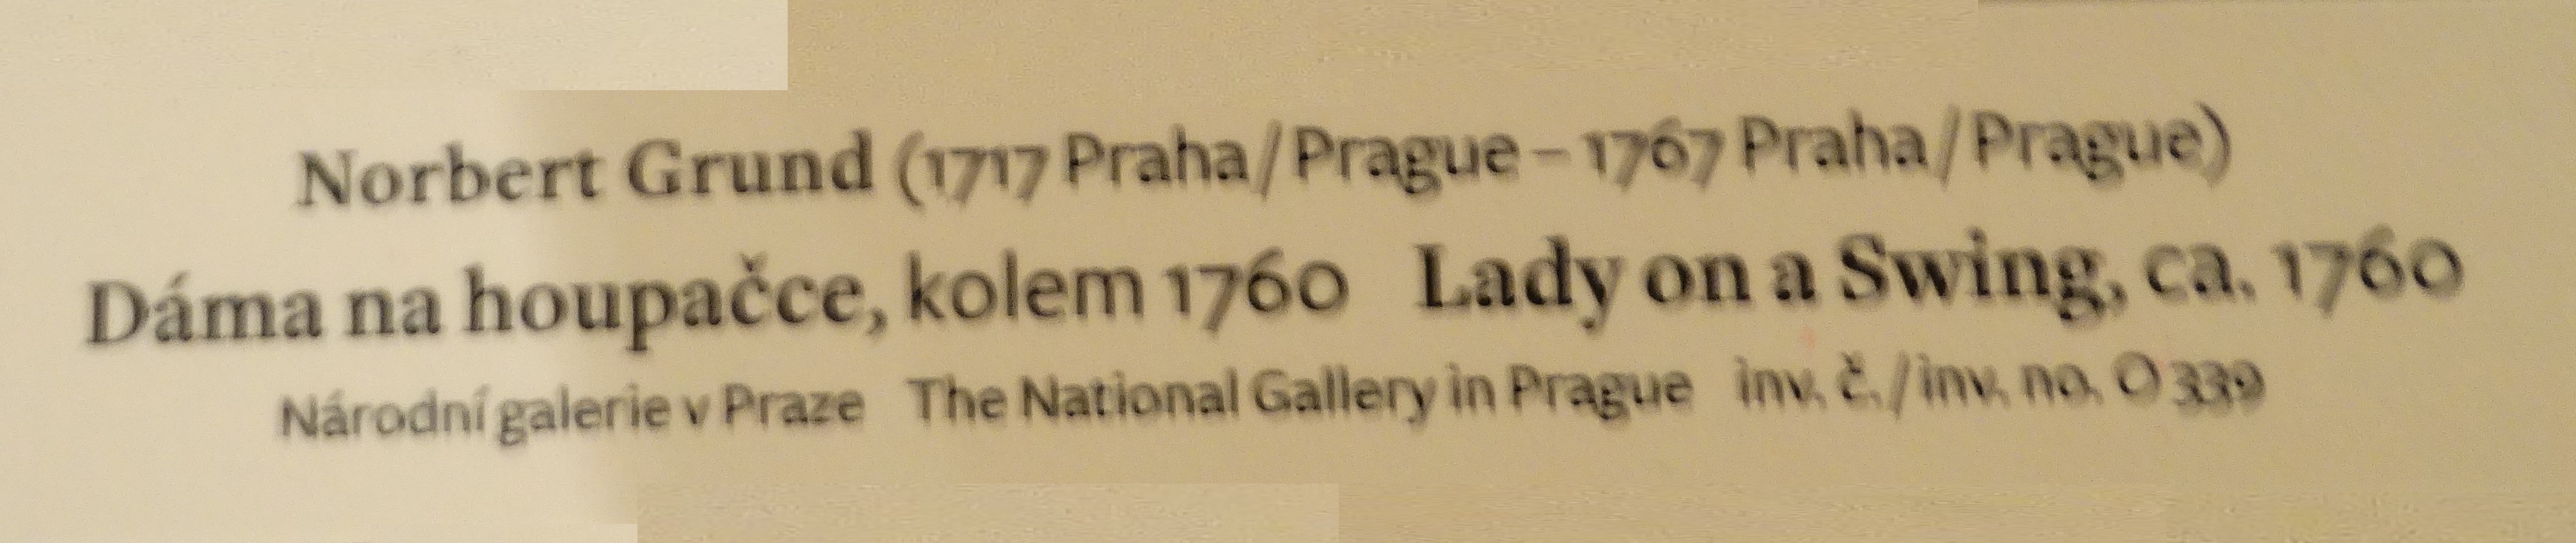 Norbert Grund (1717 Praha/Prague – 1767 Praha/Prague)
Dáma na houpačce, kolem 1760 Lady on a Swing, ca. 1760
Národní galerie v Praze The National Gallery in Prague inv. č./inv. no. O 339